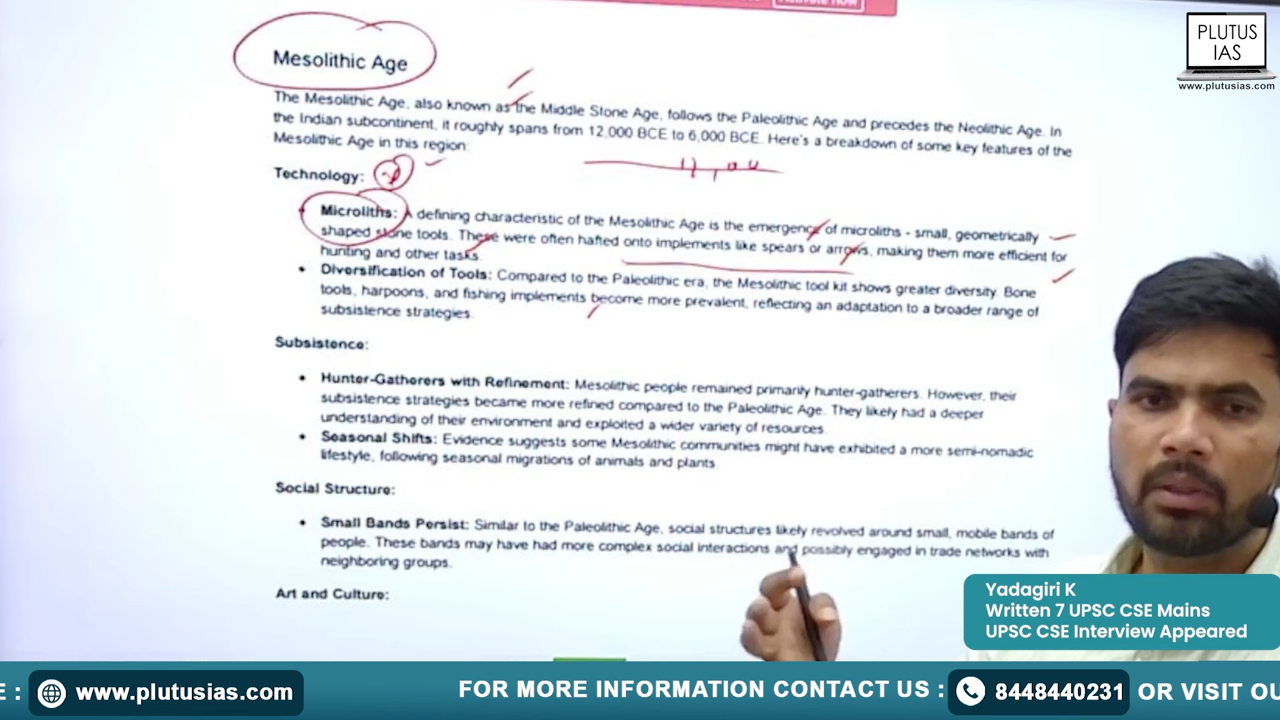 PLUTUS
IAS
www.plutusias.com
Mesolithic Age
The Mesolithic Age, also known as the Middle Stone Age, follows the Paleolithic Age and precedes the Neolithic Age. In
the Indian subcontinent, it roughly spans from 12,000 BCE to 6,000 BCE. Here's a breakdown of some key features of the
Mesolithic Age in this region:
Technology:
• Microliths: A defining characteristic of the Mesolithic Age is the emergence of microliths - small, geometrically
shaped stone tools. These were often hafted onto implements like spears or arrows, making them more efficient for
hunting and other tasks.
• Diversification of Tools: Compared to the Paleolithic era, the Mesolithic tool kit shows greater diversity. Bone
tools, harpoons, and fishing implements become more prevalent, reflecting an adaptation to a broader range of
subsistence strategies.
Subsistence:
• Hunter-Gatherers with Refinement: Mesolithic people remained primarily hunter-gatherers. However, their
subsistence strategies became more refined compared to the Paleolithic Age. They likely had a deeper
understanding of their environment and exploited a wider variety of resources.
• Seasonal Shifts: Evidence suggests some Mesolithic communities might have exhibited a more semi-nomadic
lifestyle, following seasonal migrations of animals and plants.
Social Structure:
• Small Bands Persist: Similar to the Paleolithic Age, social structures likely revolved around small, mobile bands of
people. These bands may have had more complex social interactions and possibly engaged in trade networks with
neighboring groups.
Art and Culture:
Yadagiri K
Written 7 UPSC CSE Mains
UPSC CSE Interview Appeared
E : www.plutusias.com FOR MORE INFORMATION CONTACT US : 8448440231 OR VISIT OU